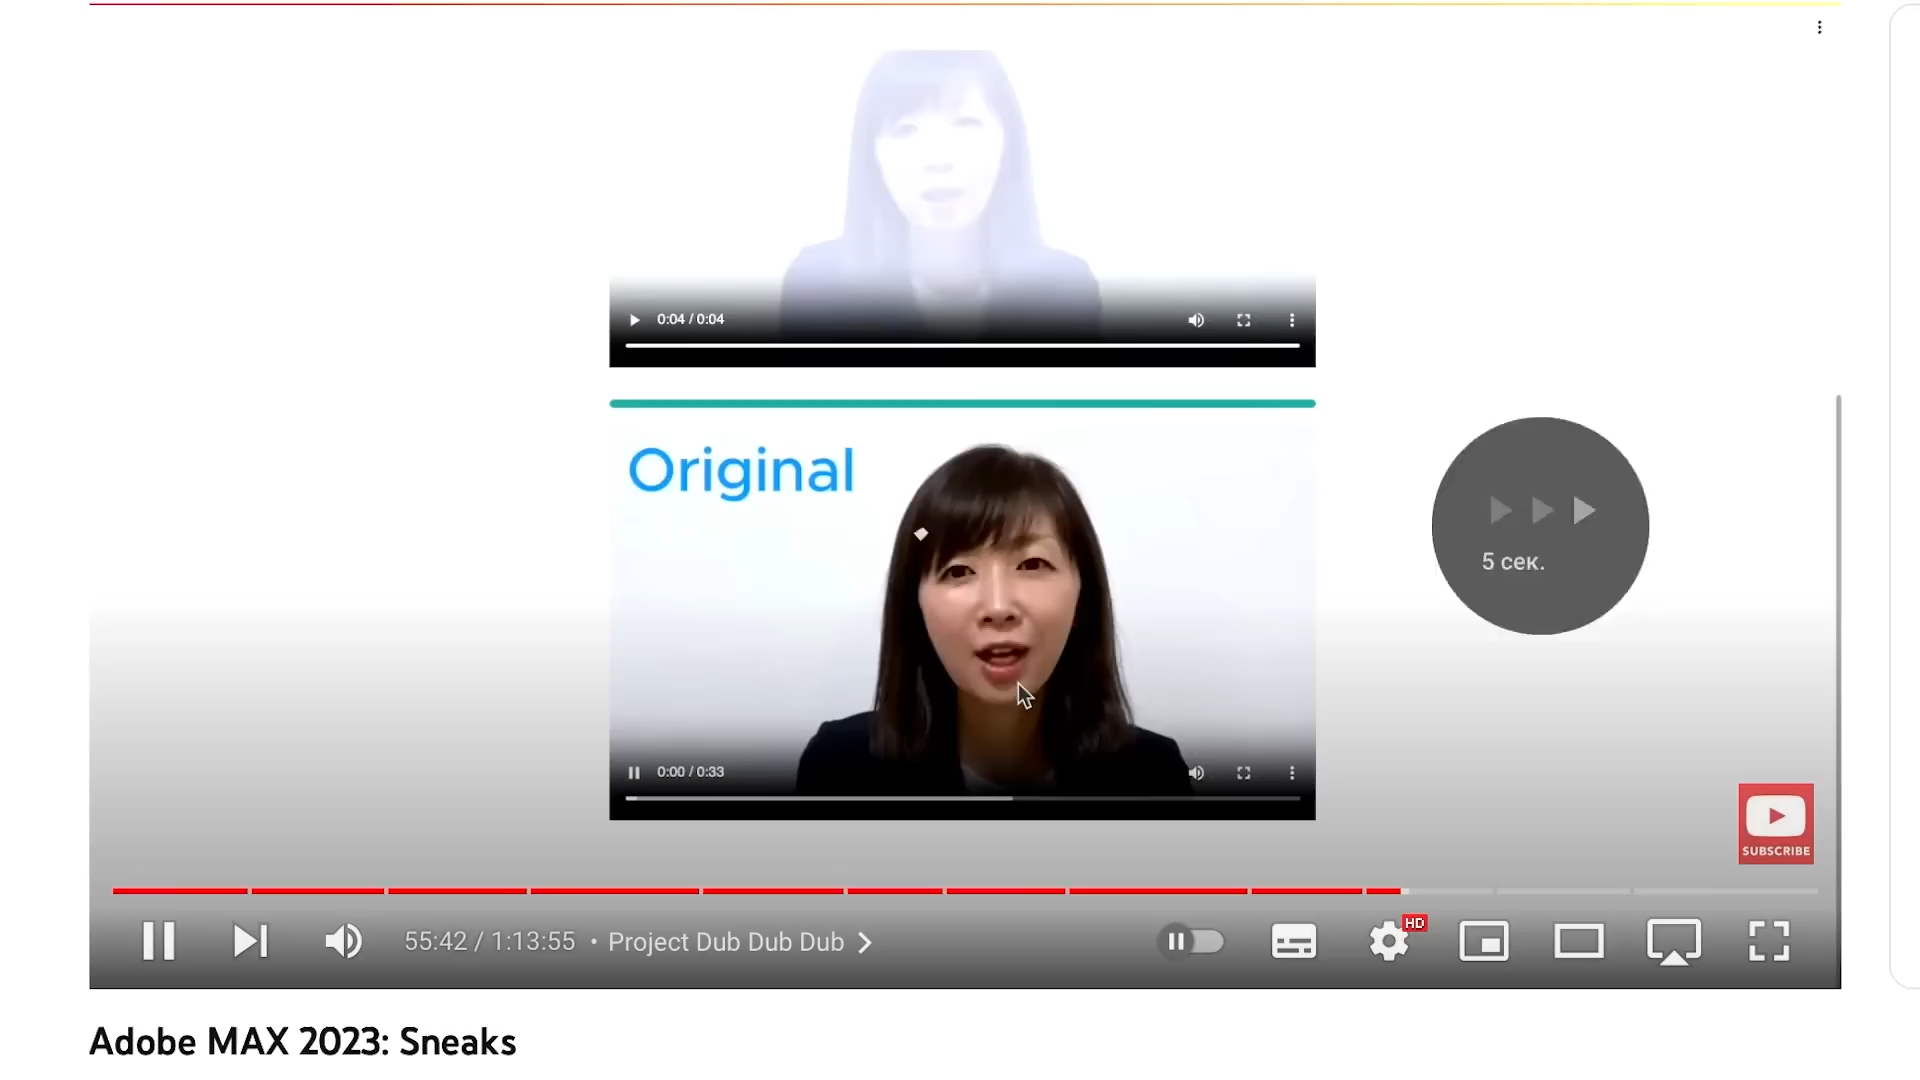 0:04 / 0:04
Original
5 сек.
0:00 / 0:33
SUBSCRIBE
55:42 / 1:13:55 • Project Dub Dub Dub
HD
Adobe MAX 2023: Sneaks